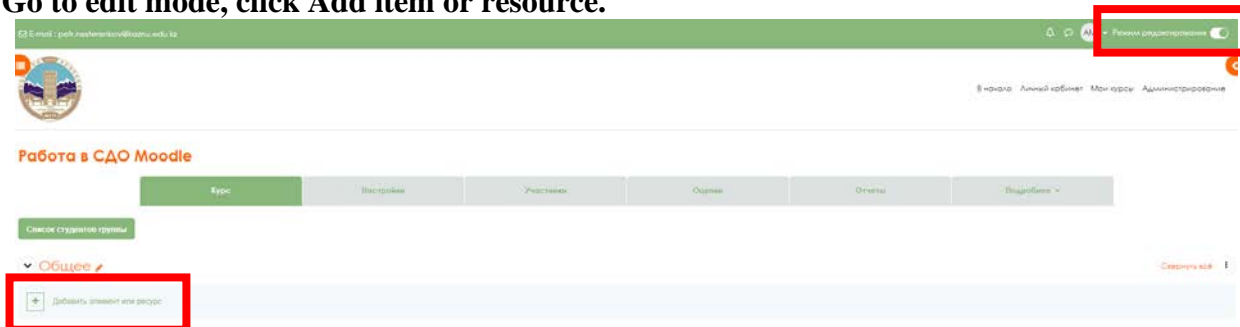 Go to edit mode, click Add item or resource.
E-mail : petr.nesterenkov@kaznu.edu.kz
Режим редактирования
В начало Личный кабинет Мои курсы Администрирование
Работа в СДО Moodle
Курс Настройки Участники Оценки Отчеты Подробнее
Список студентов группы
Общее
Свернуть всё
Добавить элемент или ресурс